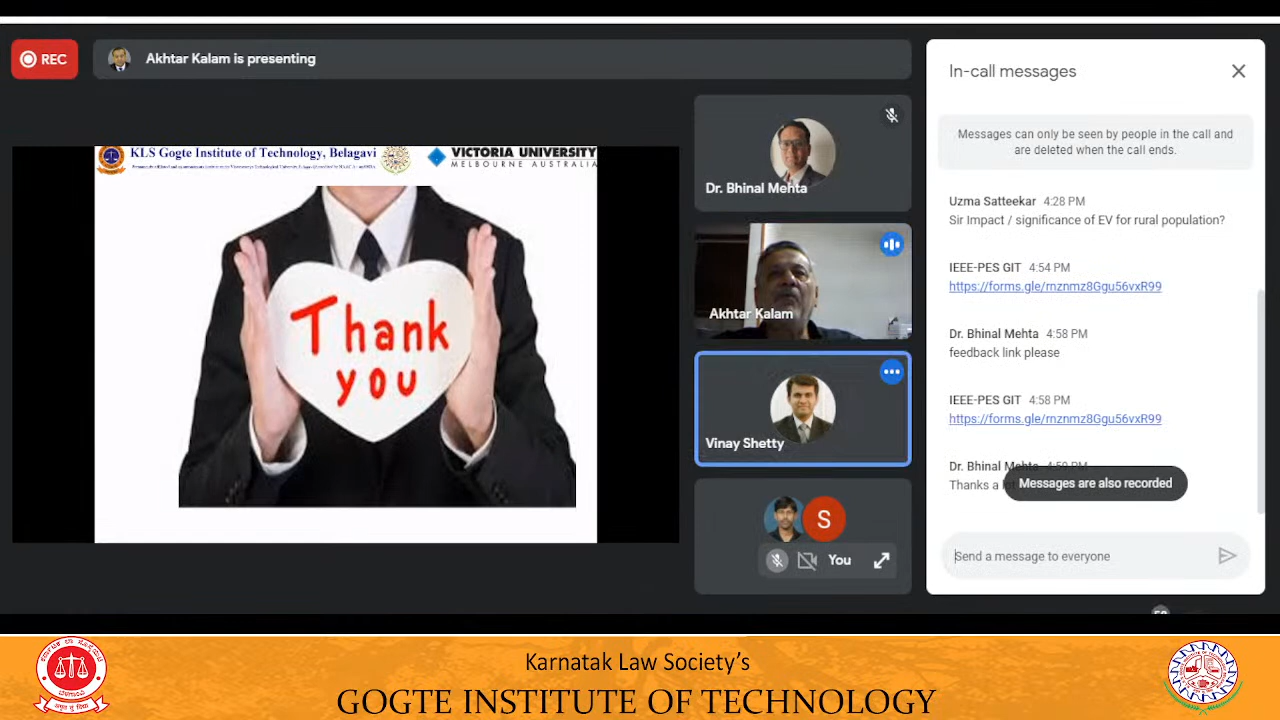 REC
Akhtar Kalam is presenting
KLS Gogte Institute of Technology, Belagavi
VICTORIA UNIVERSITY
MELBOURNE AUSTRALIA
Thank
you
Dr. Bhinal Mehta
Akhtar Kalam
Vinay Shetty
S
You
In-call messages
Messages can only be seen by people in the call and
are deleted when the call ends.
Uzma Satteekar 4:28 PM
Sir Impact / significance of EV for rural population?
IEEE-PES GIT 4:54 PM
https://forms.gle/rnznmz8Ggu56vxR99
Dr. Bhinal Mehta 4:58 PM
feedback link please
IEEE-PES GIT 4:58 PM
https://forms.gle/rnznmz8Ggu56vxR99
Dr. Bhinal Mehta 4:59 PM
Thanks a
Messages are also recorded
Send a message to everyone
Karnatak Law Society's
GOGTE INSTITUTE OF TECHNOLOGY